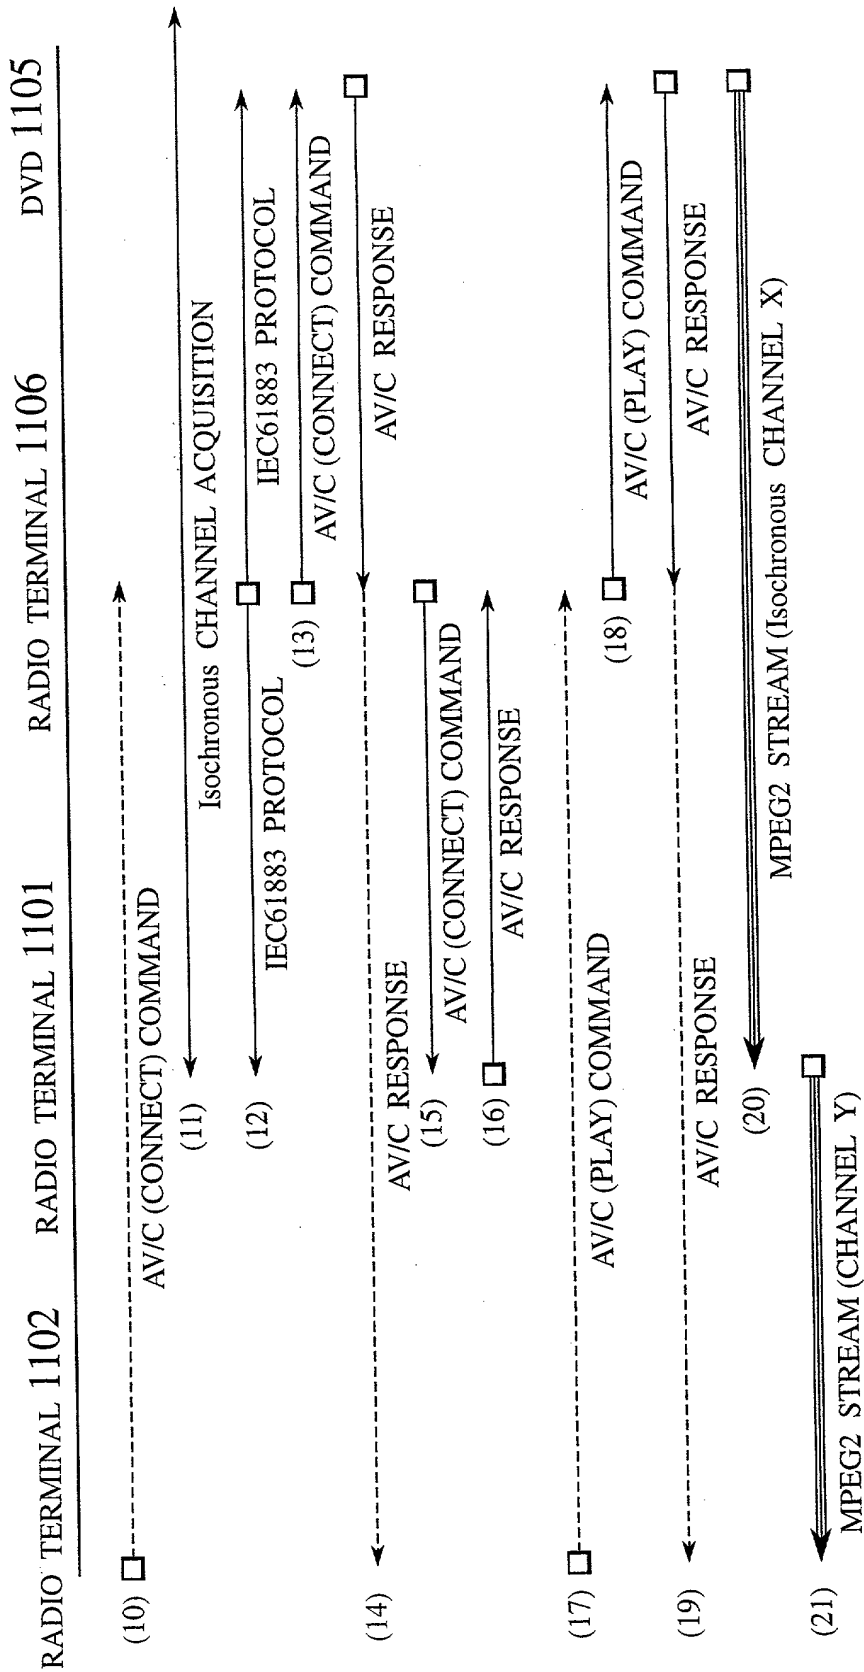 RADIO TERMINAL 1102
RADIO TERMINAL 1101
RADIO TERMINAL 1106
DVD 1105
(10)
AV/C (CONNECT) COMMAND
(11)
Isochronous CHANNEL ACQUISITION
(12)
IEC61883 PROTOCOL
IEC61883 PROTOCOL
(13)
AV/C (CONNECT) COMMAND
(14)
AV/C RESPONSE
AV/C RESPONSE
(15)
AV/C (CONNECT) COMMAND
(16)
AV/C RESPONSE
(17)
AV/C (PLAY) COMMAND
(18)
AV/C (PLAY) COMMAND
(19)
AV/C RESPONSE
AV/C RESPONSE
(20)
MPEG2 STREAM (Isochronous CHANNEL X)
(21)
MPEG2 STREAM (CHANNEL Y)